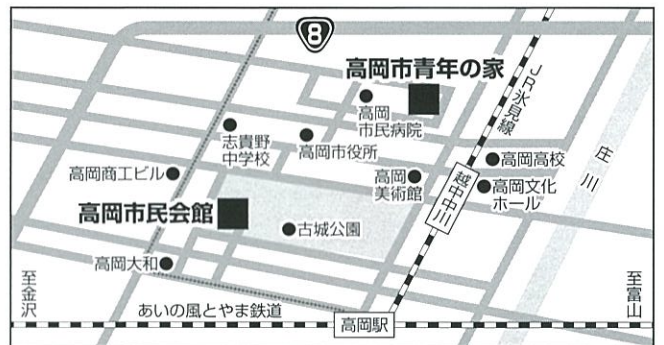 8
高岡市青年の家
高岡
市民病院
JR氷見線
庄川
志貴野
中学校
高岡市役所
高岡高校
高岡商工ビル
高岡
美術館
越中中川
高岡文化
ホール
高岡市民会館
古城公園
高岡大和
至金沢
あいの風とやま鉄道
高岡駅
至富山